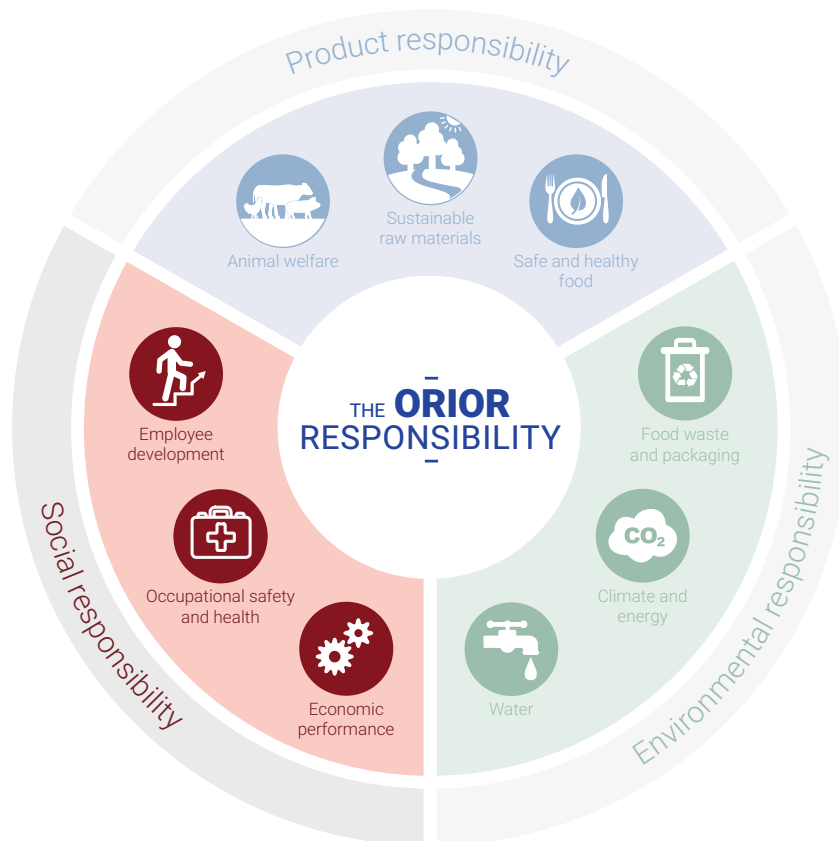 Product responsibility
Animal welfare
Sustainable
raw materials
Safe and healthy
food
THE ORIOR
RESPONSIBILITY
Employee
development
Occupational safety
and health
Economic
performance
Social responsibility
Food waste
and packaging
CO₂
Climate and
energy
Water
Environmental responsibility